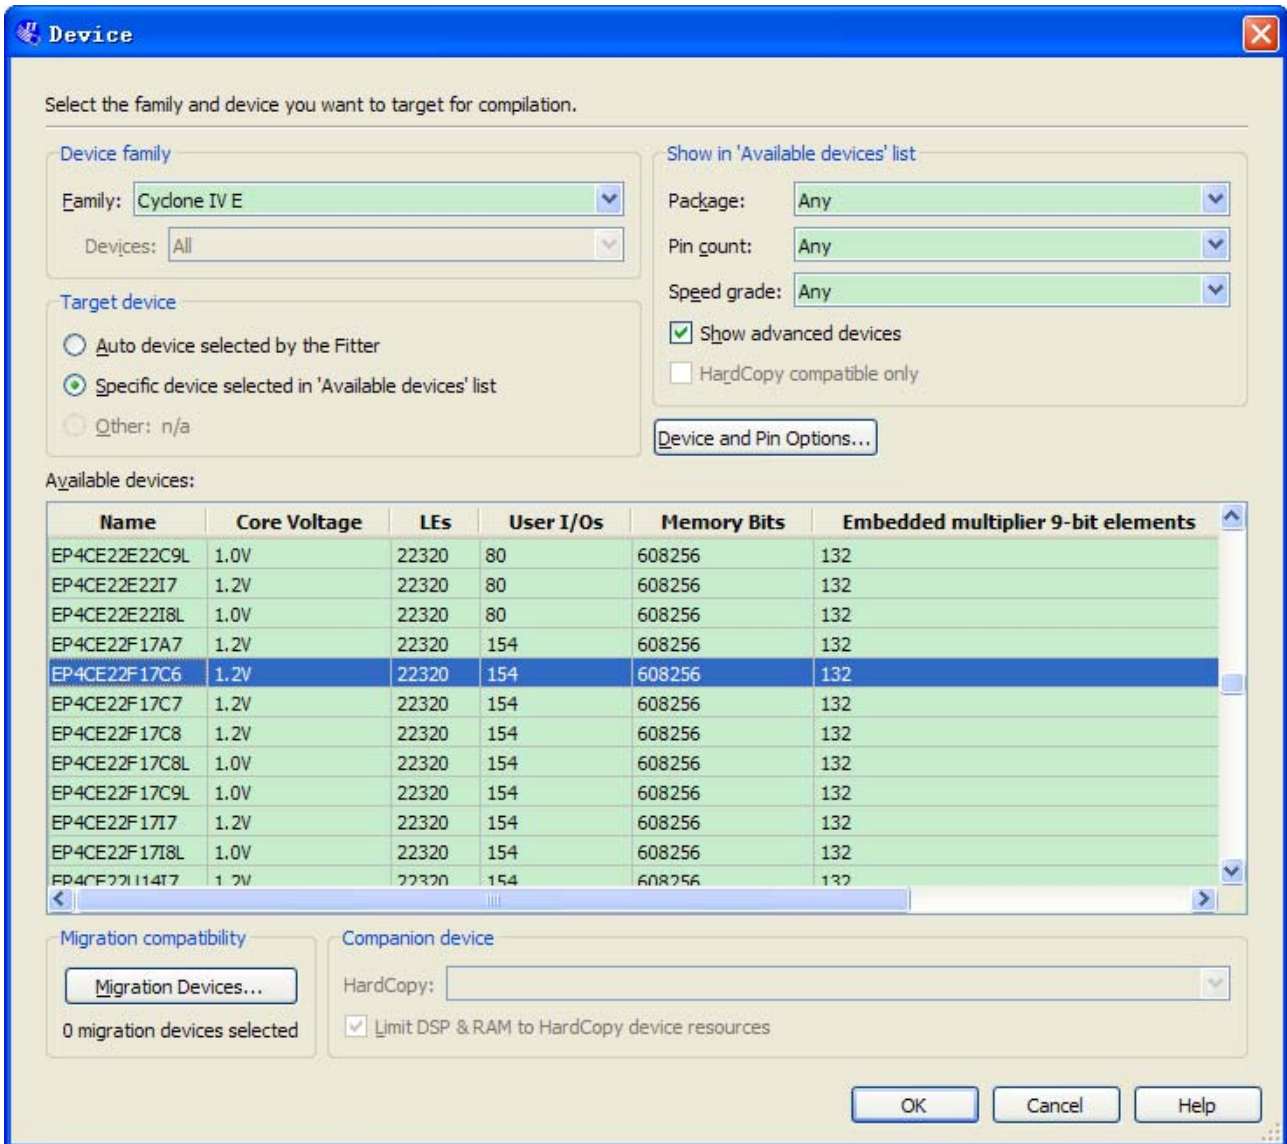 Device
Select the family and device you want to target for compilation.
Device family
Family: Cyclone IV E
Devices: All
Show in 'Available devices' list
Package: Any
Pin count: Any
Speed grade: Any
Show advanced devices
HardCopy compatible only
Target device
Auto device selected by the Fitter
Specific device selected in 'Available devices' list
Other: n/a
Device and Pin Options...
Available devices:
Name Core Voltage LEs User I/Os Memory Bits Embedded multiplier 9-bit elements
EP4CE22E22C9L 1.0V 22320 80 608256 132
EP4CE22E22I7 1.2V 22320 80 608256 132
EP4CE22E22I8L 1.0V 22320 80 608256 132
EP4CE22F17A7 1.2V 22320 154 608256 132
EP4CE22F17C6 1.2V 22320 154 608256 132
EP4CE22F17C7 1.2V 22320 154 608256 132
EP4CE22F17C8 1.2V 22320 154 608256 132
EP4CE22F17C8L 1.0V 22320 154 608256 132
EP4CE22F17C9L 1.0V 22320 154 608256 132
EP4CE22F17I7 1.2V 22320 154 608256 132
EP4CE22F17I8L 1.0V 22320 154 608256 132
EP4CE22U14I7 1.2V 22320 154 608256 132
Migration compatibility
Migration Devices...
0 migration devices selected
Companion device
HardCopy:
Limit DSP & RAM to HardCopy device resources
OK Cancel Help